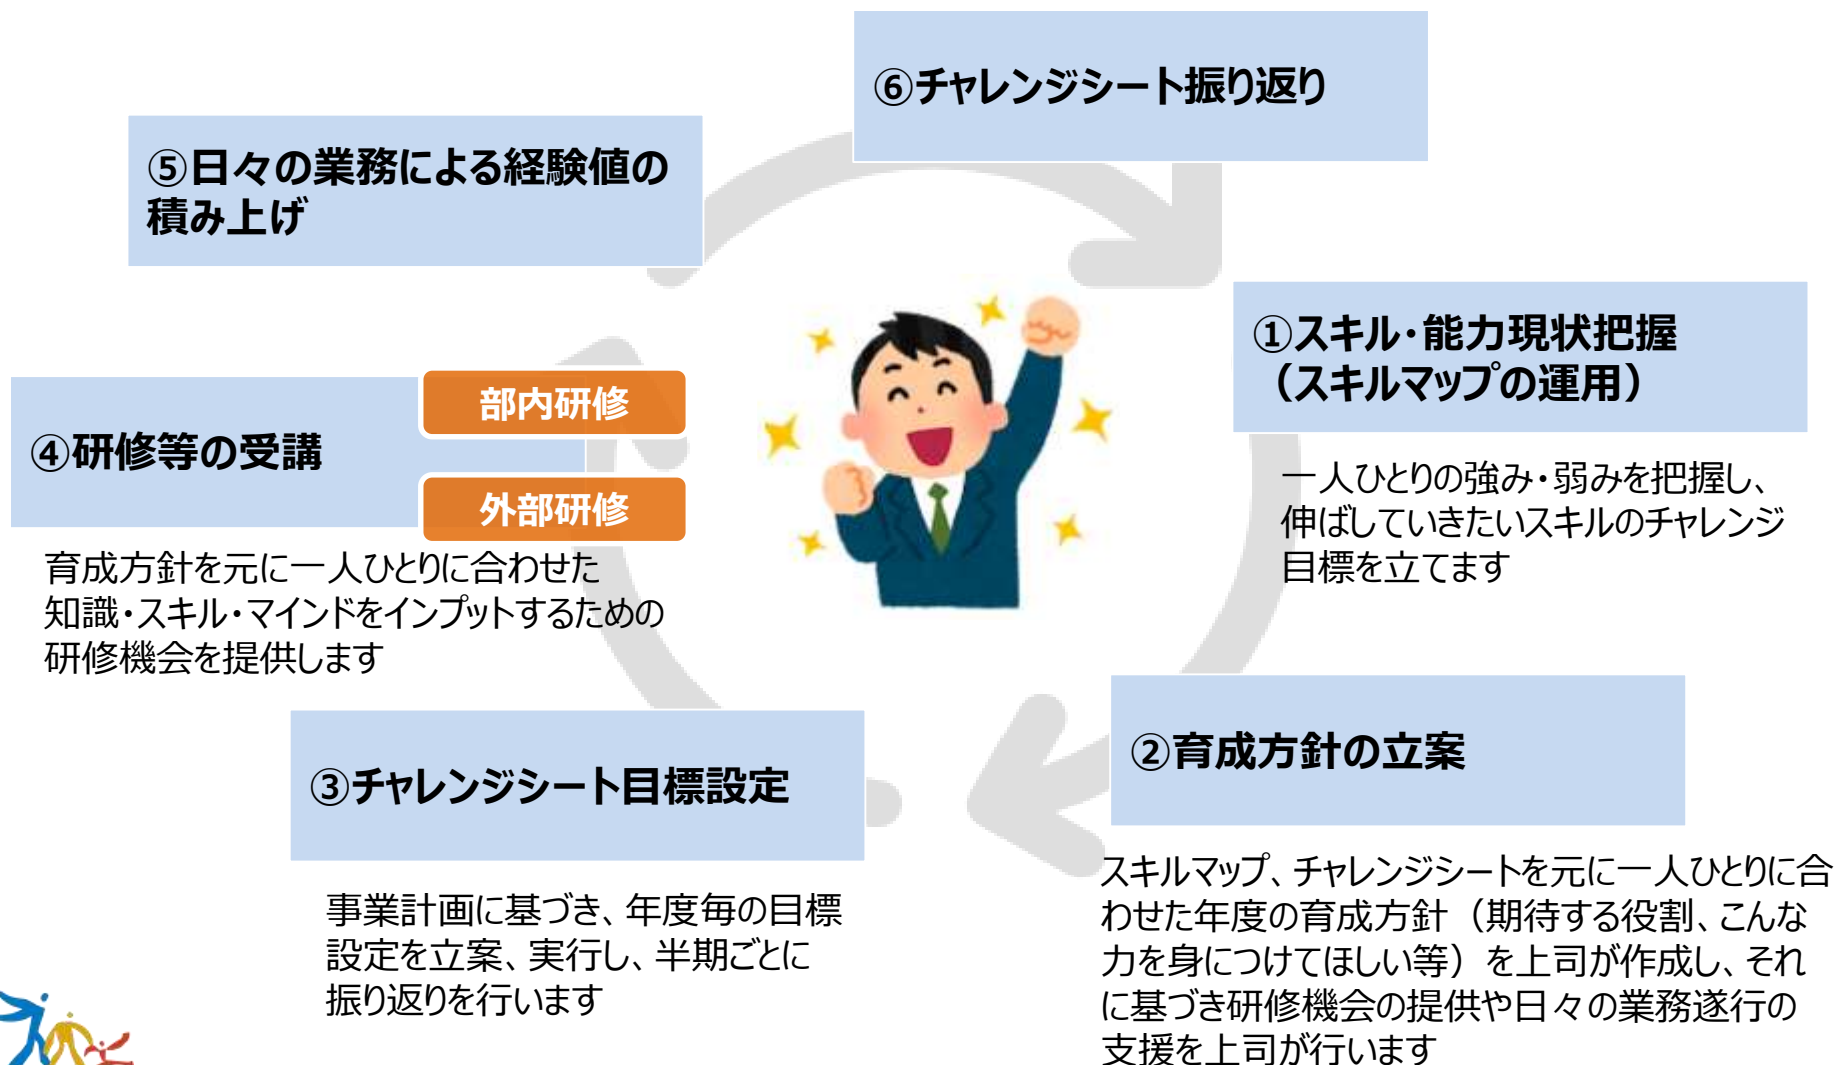 ⑥チャレンジシート振り返り
⑤日々の業務による経験値の
積み上げ
①スキル・能力現状把握
（スキルマップの運用）
一人ひとりの強み・弱みを把握し、
伸ばしていきたいスキルのチャレンジ
目標を立てます
④研修等の受講
部内研修
外部研修
育成方針を元に一人ひとりに合わせた
知識・スキル・マインドをインプットするための
研修機会を提供します
②育成方針の立案
スキルマップ、チャレンジシートを元に一人ひとりに合
わせた年度の育成方針（期待する役割、こんな
力を身につけてほしい等）を上司が作成し、それ
に基づき研修機会の提供や日々の業務遂行の
支援を上司が行います
③チャレンジシート目標設定
事業計画に基づき、年度毎の目標
設定を立案、実行し、半期ごとに
振り返りを行います